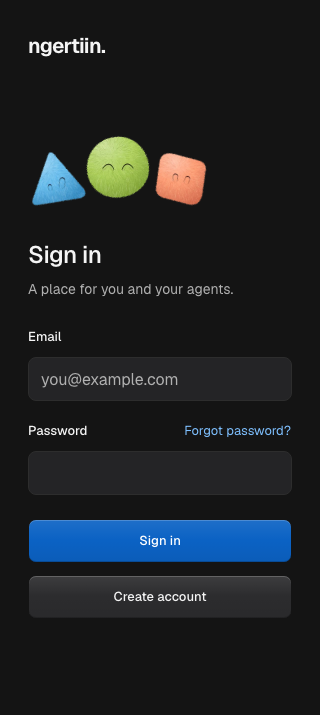 ngertiin.
Sign in
A place for you and your agents.
Email
you@example.com
Password
Forgot password?
Sign in
Create account